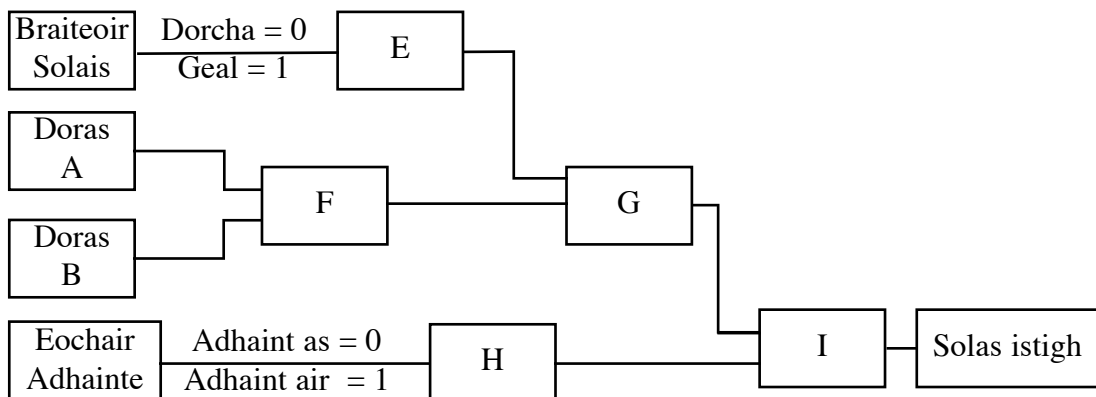 Braiteoir
Solais
Dorcha = 0
Geal = 1
E
Doras
A
F
G
Doras
B
Eochair
Adhainte
Adhaint as = 0
Adhaint air = 1
H
I
Solas istigh